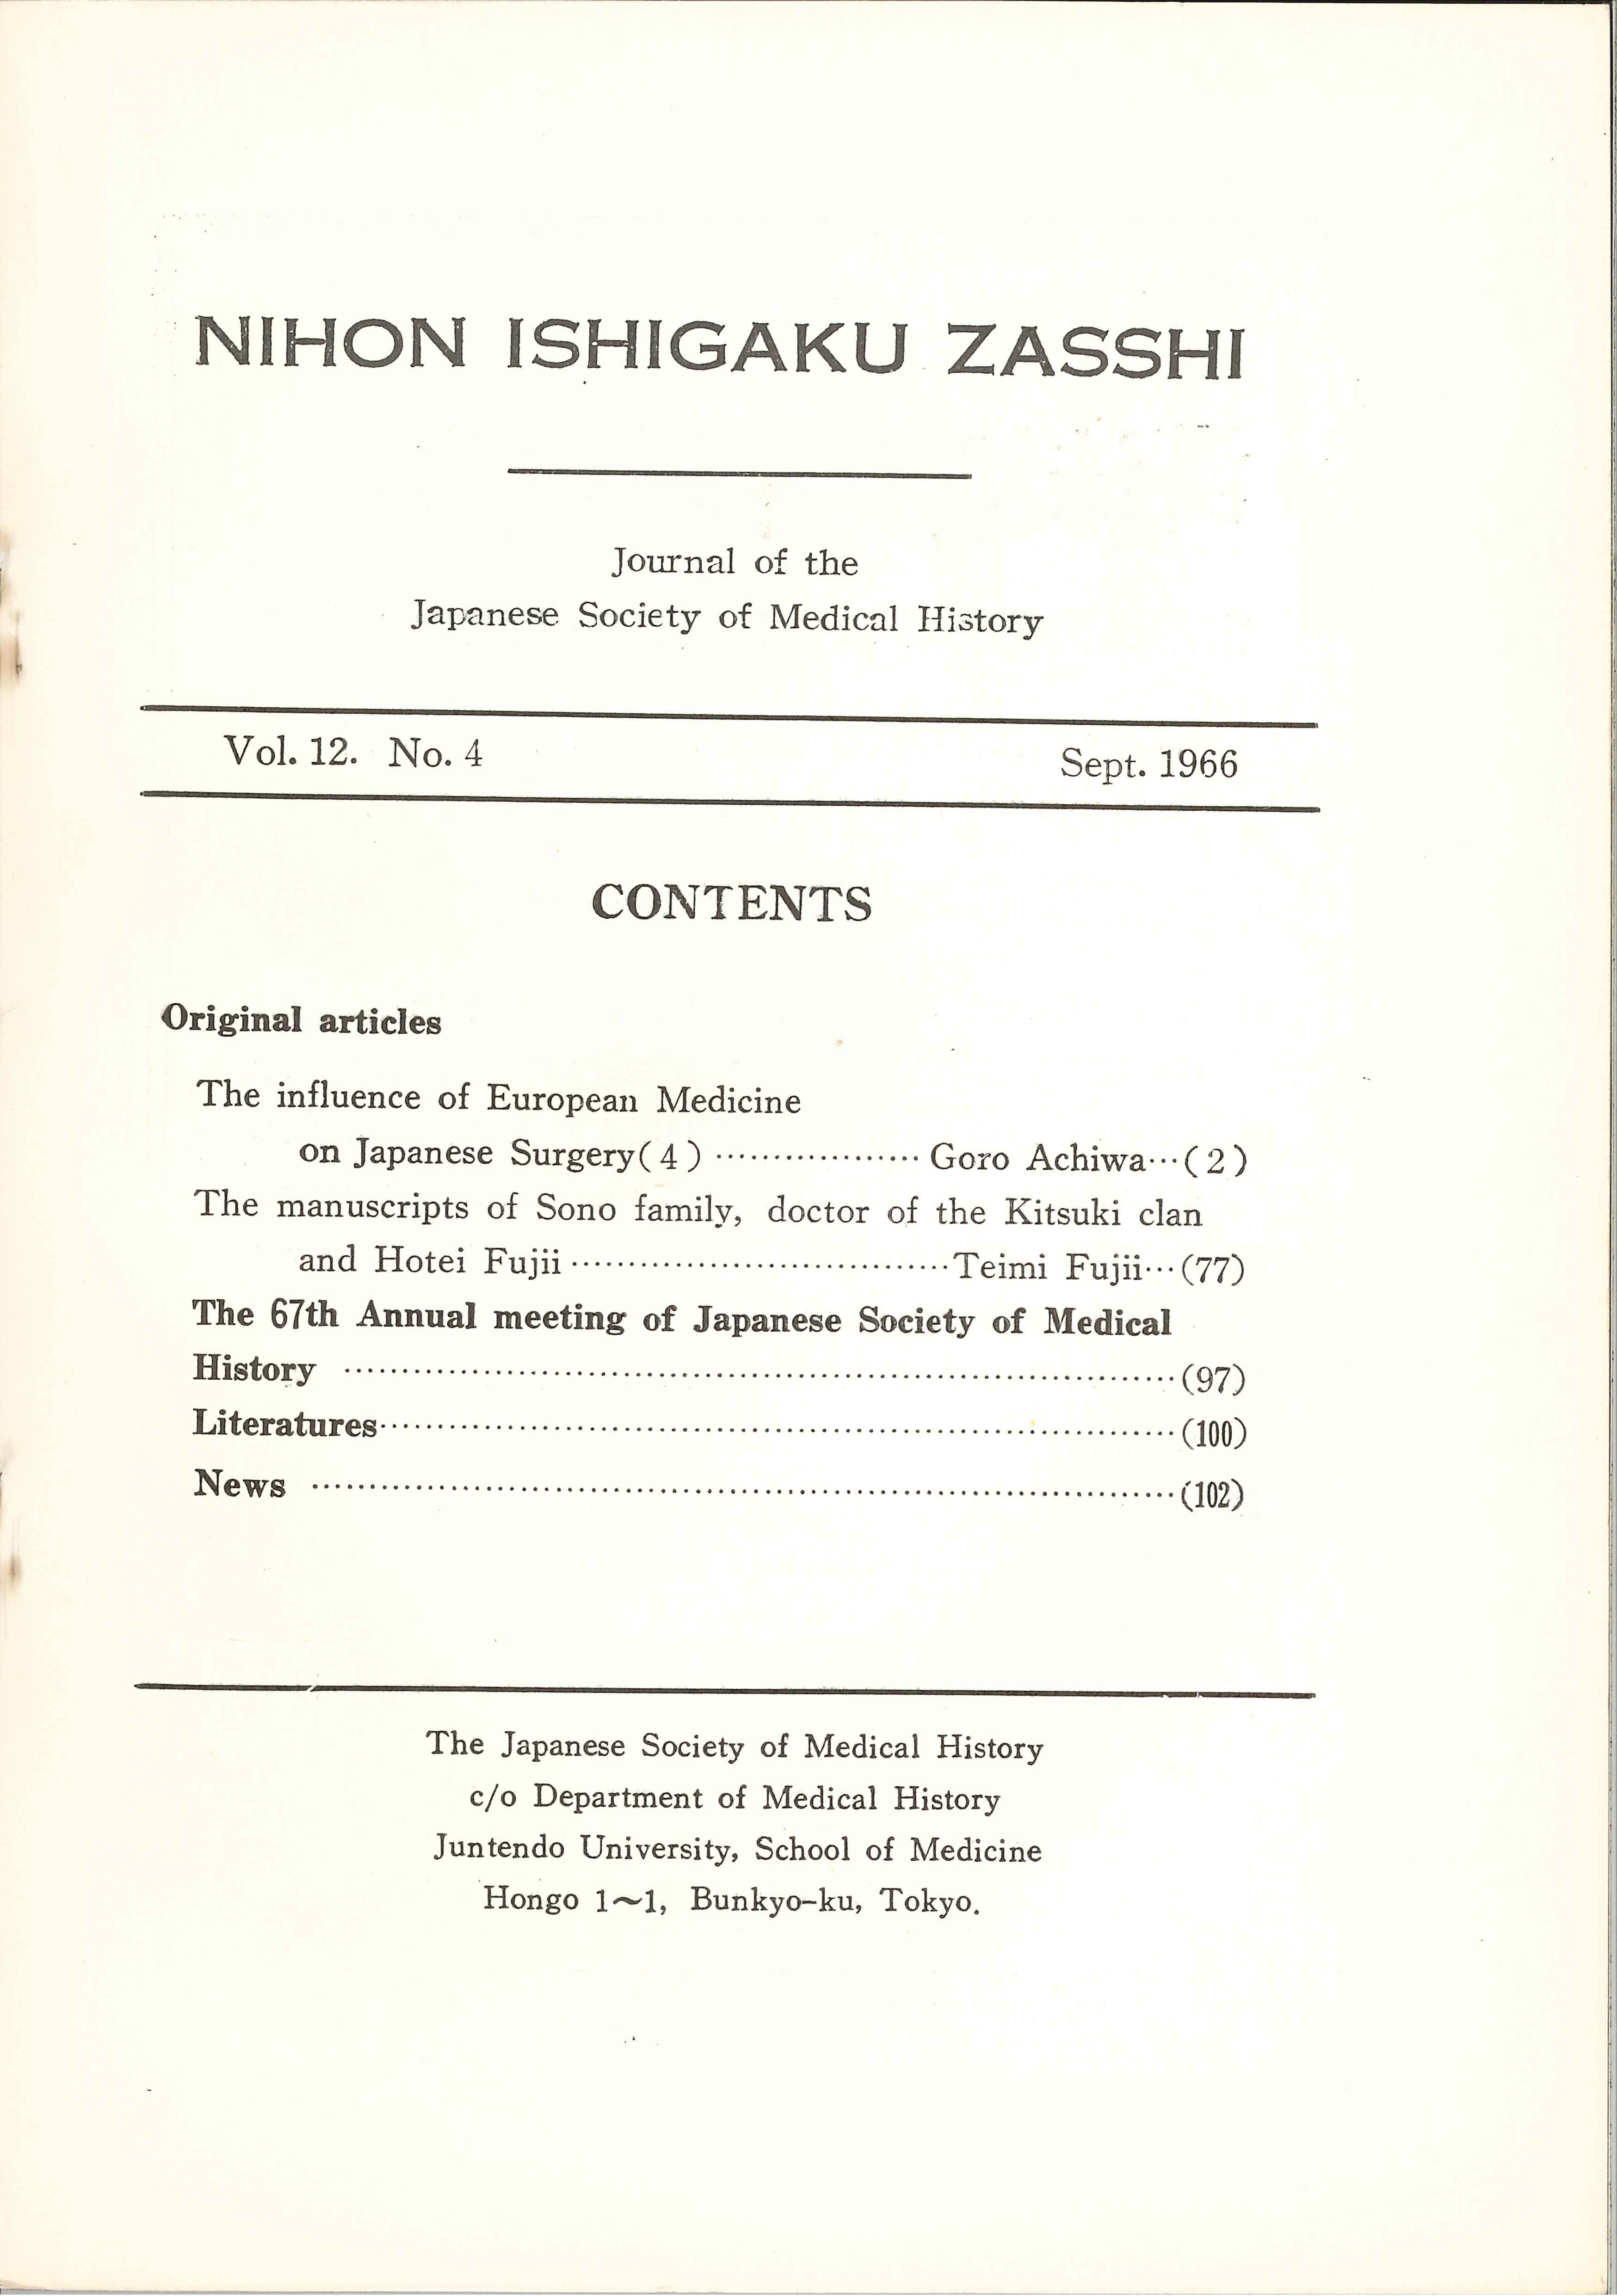 NIHON ISHIGAKU ZASSHI
Journal of the
Japanese Society of Medical History
Vol. 12. No. 4 Sept. 1966
CONTENTS
Original articles
The influence of European Medicine
on Japanese Surgery( 4 ) ·················· Goro Achiwa···( 2 )
The manuscripts of Sono family, doctor of the Kitsuki clan
and Hotei Fujii ·································Teimi Fujii···(77)
The 67th Annual meeting of Japanese Society of Medical
History ········································································(97)
Literatures·····································································(100)
News ···········································································(102)
The Japanese Society of Medical History
c/o Department of Medical History
Juntendo University, School of Medicine
Hongo 1～1, Bunkyo-ku, Tokyo.